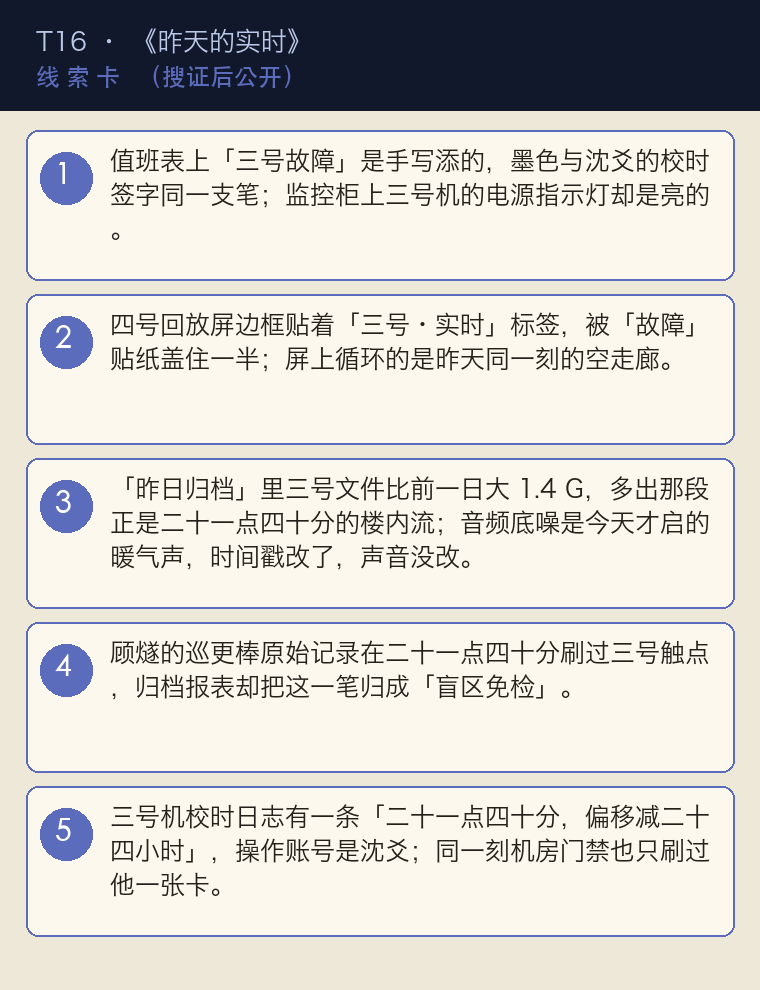 T16 · 《昨天的实时》
线索卡 （搜证后公开）
1
值班表上「三号故障」是手写添的，墨色与沈爻的校时
签字同一支笔；监控柜上三号机的电源指示灯却是亮的
。
2
四号回放屏边框贴着「三号・实时」标签，被「故障」
贴纸盖住一半；屏上循环的是昨天同一刻的空走廊。
3
「昨日归档」里三号文件比前一日大 1.4 G，多出那段
正是二十一点四十分的楼内流；音频底噪是今天才启的
暖气声，时间戳改了，声音没改。
4
顾燧的巡更棒原始记录在二十一点四十分刷过三号触点
，归档报表却把这一笔归成「盲区免检」。
5
三号机校时日志有一条「二十一点四十分，偏移减二十
四小时」，操作账号是沈爻；同一刻机房门禁也只刷过
他一张卡。